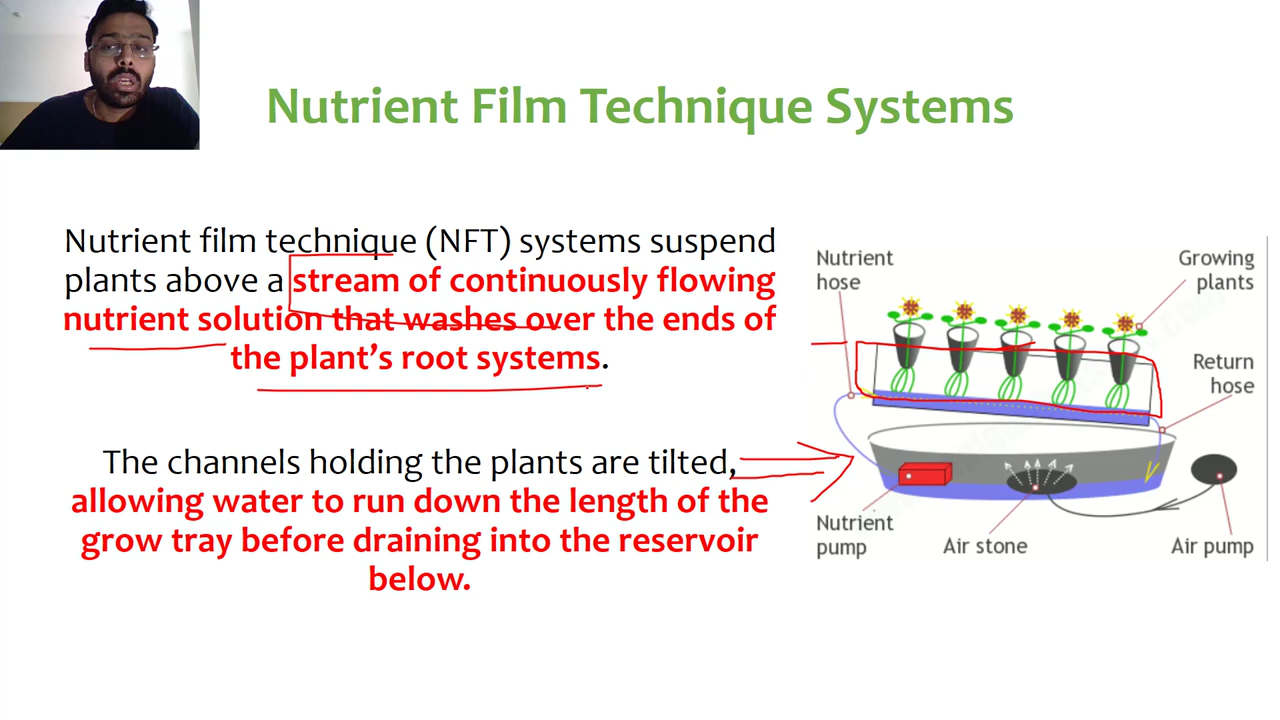 Nutrient Film Technique Systems
Nutrient film technique (NFT) systems suspend
plants above a stream of continuously flowing
nutrient solution that washes over the ends of
the plant’s root systems.
The channels holding the plants are tilted,
allowing water to run down the length of the
grow tray before draining into the reservoir
below.
Nutrient
hose
Growing
plants
Return
hose
Nutrient
pump
Air stone
Air pump